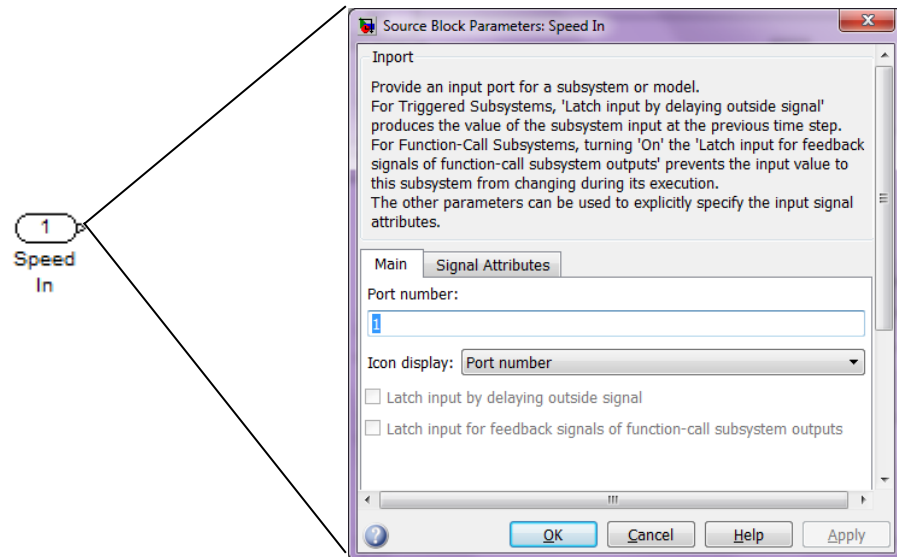 1
Speed
In
Source Block Parameters: Speed In
Inport
Provide an input port for a subsystem or model.
For Triggered Subsystems, 'Latch input by delaying outside signal'
produces the value of the subsystem input at the previous time step.
For Function-Call Subsystems, turning 'On' the 'Latch input for feedback
signals of function-call subsystem outputs' prevents the input value to
this subsystem from changing during its execution.
The other parameters can be used to explicitly specify the input signal
attributes.
Main Signal Attributes
Port number:
1
Icon display: Port number
Latch input by delaying outside signal
Latch input for feedback signals of function-call subsystem outputs
OK Cancel Help Apply